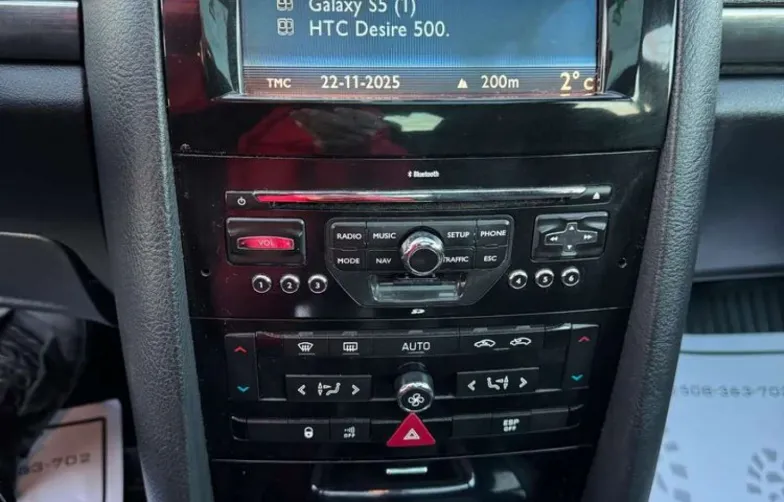 Galaxy S5 (1)
HTC Desire 500.
TMC 22-11-2025 200m 2° c
Bluetooth
VOL RADIO MUSIC SETUP PHONE
MODE NAV TRAFFIC ESC
1 2 3 4 5 6
AUTO
OFF ESP OFF